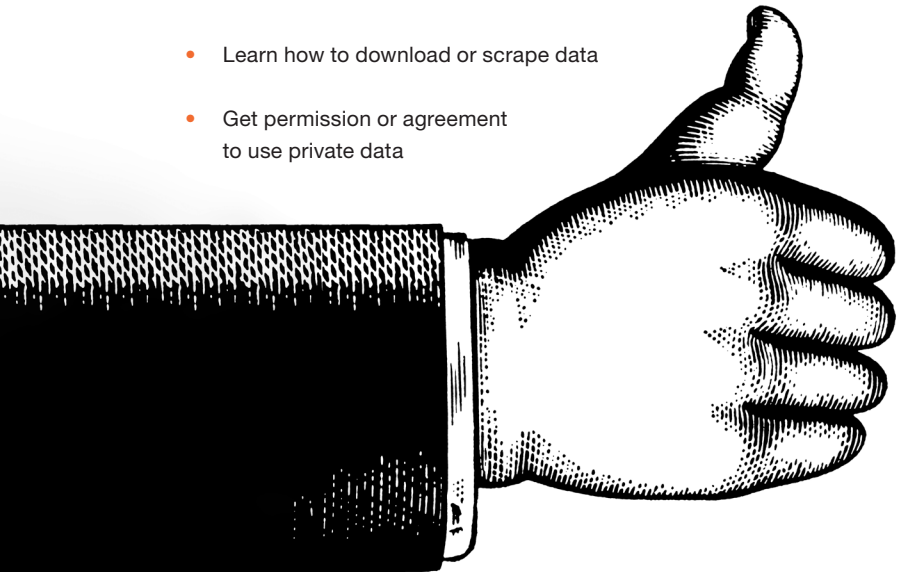 • Learn how to download or scrape data
• Get permission or agreement
to use private data